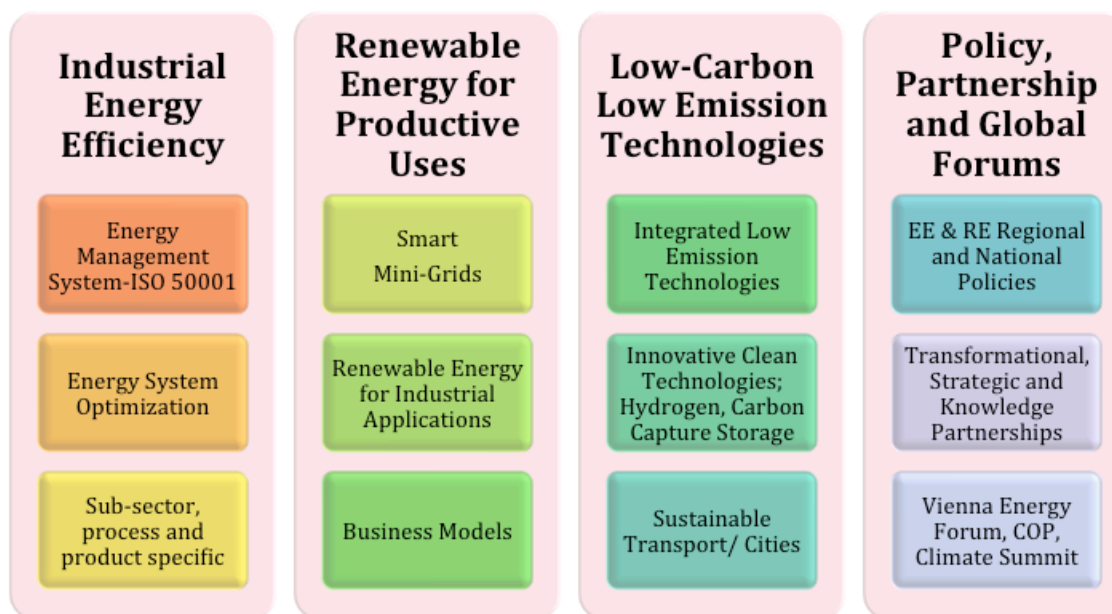 Industrial
Energy
Efficiency
Energy
Management
System-ISO 50001
Energy System
Optimization
Sub-sector,
process and
product specific
Renewable
Energy for
Productive
Uses
Smart
Mini-Grids
Renewable Energy
for Industrial
Applications
Business Models
Low-Carbon
Low Emission
Technologies
Integrated Low
Emission
Technologies
Innovative Clean
Technologies;
Hydrogen, Carbon
Capture Storage
Sustainable
Transport/ Cities
Policy,
Partnership
and Global
Forums
EE & RE Regional
and National
Policies
Transformational,
Strategic and
Knowledge
Partnerships
Vienna Energy
Forum, COP,
Climate Summit